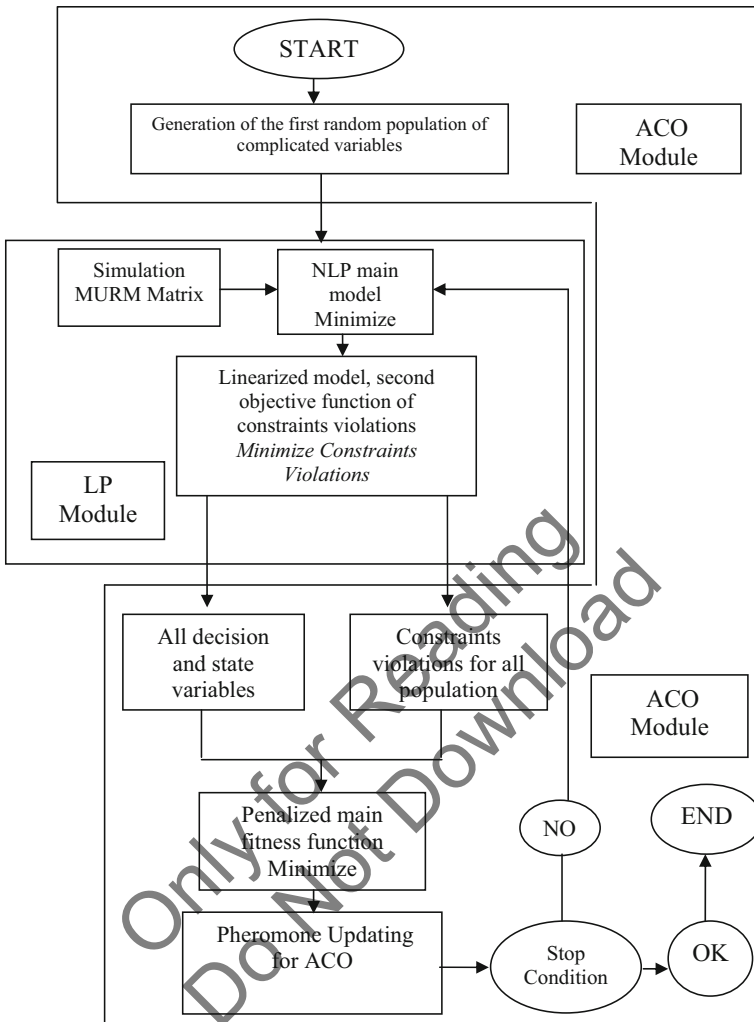 START
Generation of the first random population of
complicated variables
ACO
Module
Simulation
MURM Matrix
NLP main
model
Minimize
Linearized model, second
objective function of
constraints violations
Minimize Constraints
Violations
LP
Module
All decision
and state
variables
Constraints
violations for all
population
ACO
Module
Penalized main
fitness function
Minimize
NO
END
Pheromone Updating
for ACO
Stop
Condition
OK
Only for Reading
Do Not Download